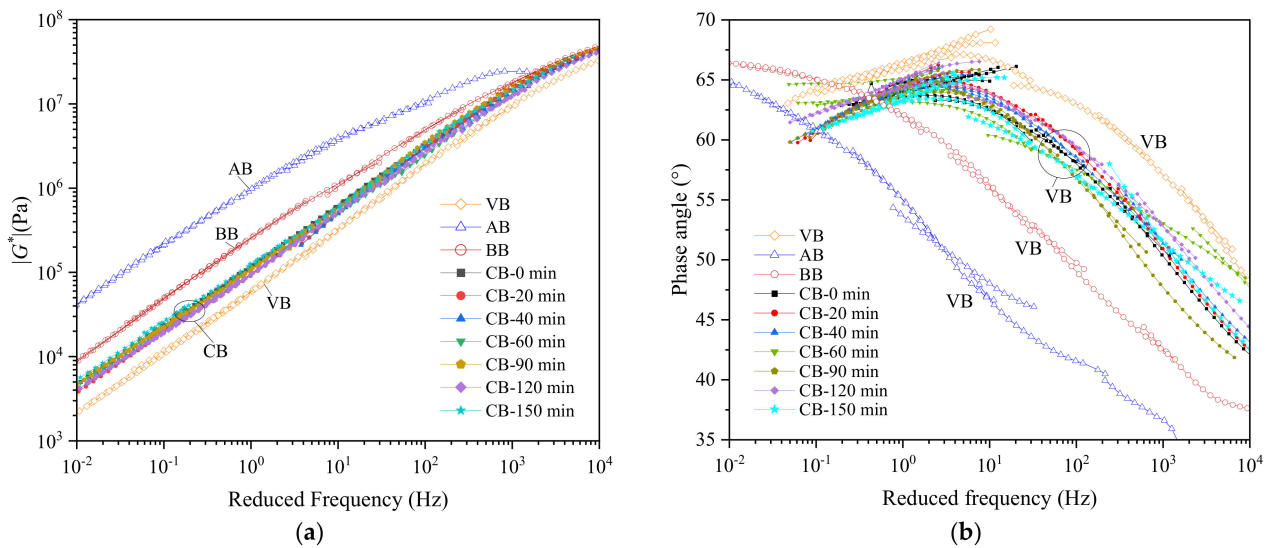 10^8
10^7
10^6
10^5
10^4
10^3
|G*|(Pa)
AB
BB
VB
CB
VB
AB
BB
CB-0 min
CB-20 min
CB-40 min
CB-60 min
CB-90 min
CB-120 min
CB-150 min
10^-2
10^-1
10^0
10^1
10^2
10^3
10^4
Reduced Frequency (Hz)
(a)
70
65
60
55
50
45
40
35
Phase angle (°)
VB
VB
VB
VB
VB
AB
BB
CB-0 min
CB-20 min
CB-40 min
CB-60 min
CB-90 min
CB-120 min
CB-150 min
10^-2
10^-1
10^0
10^1
10^2
10^3
10^4
Reduced frequency (Hz)
(b)